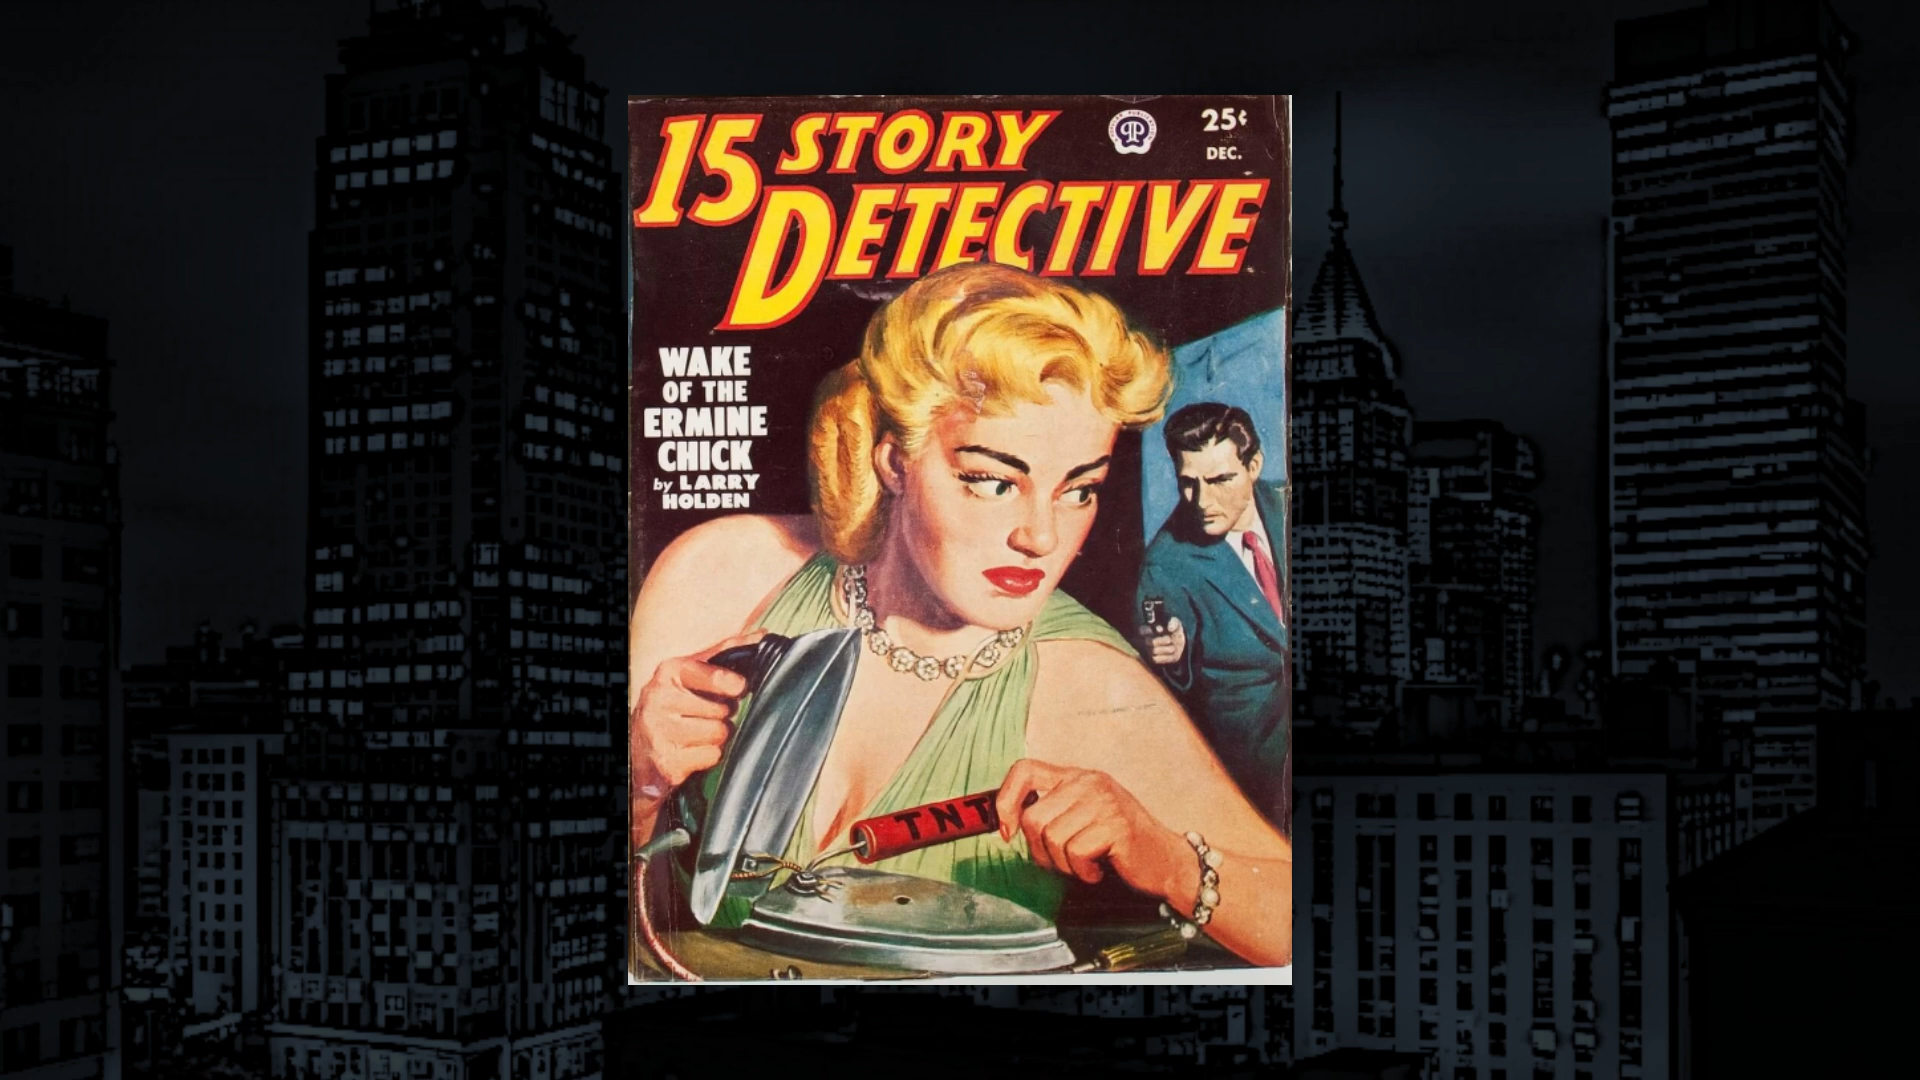 15 STORY
DETECTIVE
25¢
DEC.
WAKE
OF THE
ERMINE
CHICK
by LARRY
HOLDEN
TNT